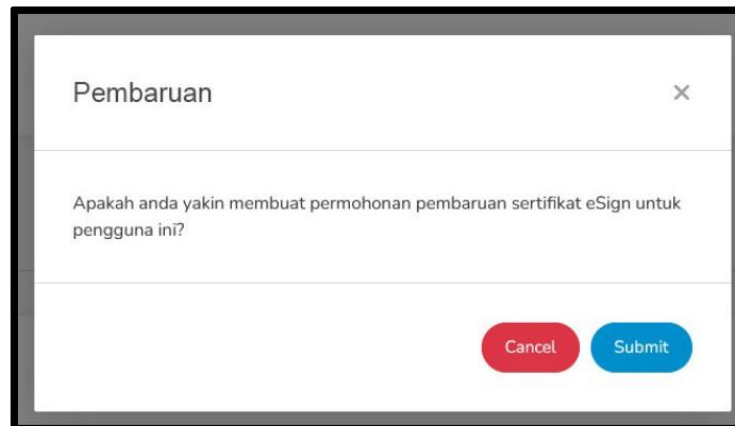 Pembaruan ×
Apakah anda yakin membuat permohonan pembaruan sertifikat eSign untuk
pengguna ini?
Cancel Submit